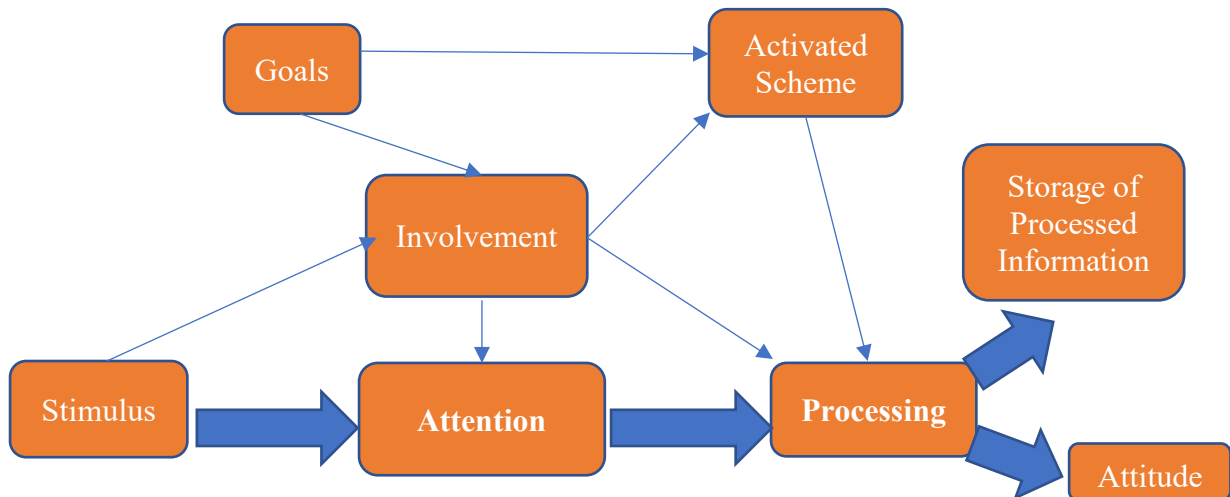 Goals
Activated
Scheme
Involvement
Storage of
Processed
Information
Stimulus
Attention
Processing
Attitude